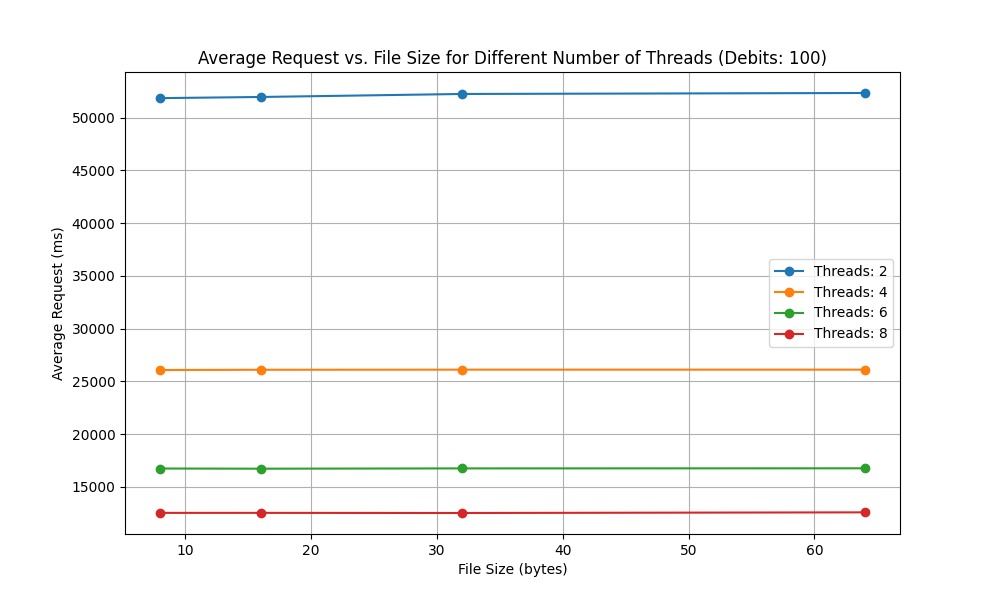 Average Request vs. File Size for Different Number of Threads (Debits: 100)
50000
45000
40000
35000
30000
25000
20000
15000
Average Request (ms)
Threads: 2
Threads: 4
Threads: 6
Threads: 8
10 20 30 40 50 60
File Size (bytes)